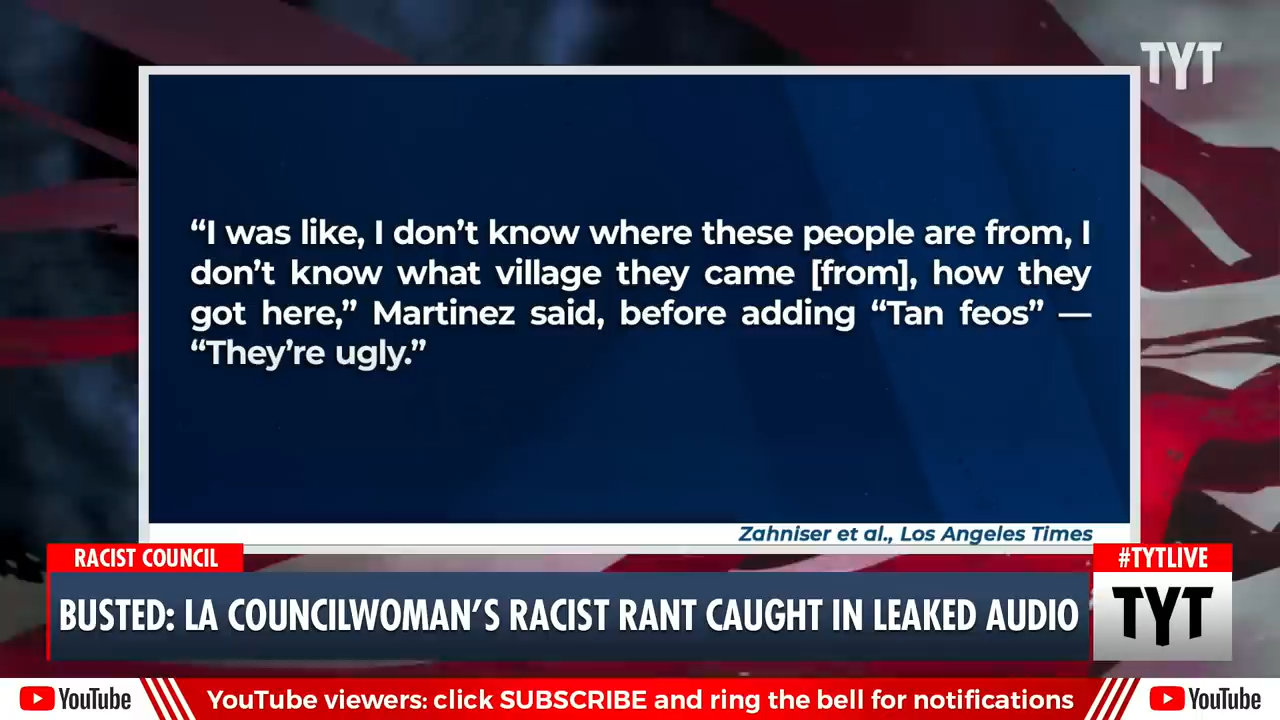 TYT
“I was like, I don’t know where these people are from, I
don’t know what village they came [from], how they
got here,” Martinez said, before adding “Tan feos” —
“They’re ugly.”
Zahniser et al., Los Angeles Times
RACIST COUNCIL
#TYTLIVE
BUSTED: LA COUNCILWOMAN’S RACIST RANT CAUGHT IN LEAKED AUDIO
TYT
YouTube
YouTube viewers: click SUBSCRIBE and ring the bell for notifications
YouTube